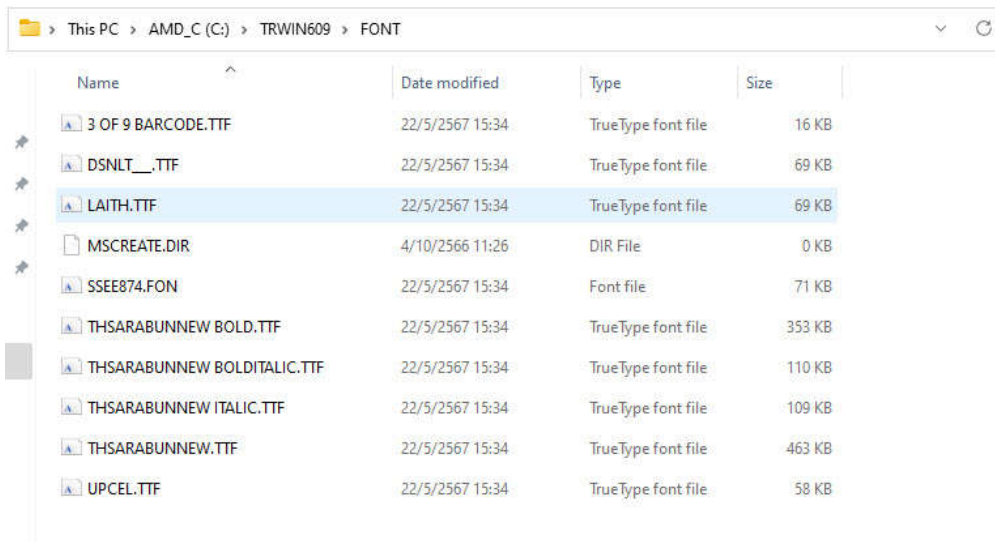 This PC > AMD_C (C:) > TRWIN609 > FONT
Name Date modified Type Size
3 OF 9 BARCODE.TTF 22/5/2567 15:34 TrueType font file 16 KB
DSNLT__.TTF 22/5/2567 15:34 TrueType font file 69 KB
LAITH.TTF 22/5/2567 15:34 TrueType font file 69 KB
MSCREATE.DIR 4/10/2566 11:26 DIR File 0 KB
SSEE874.FON 22/5/2567 15:34 Font file 71 KB
THSARABUNNEW BOLD.TTF 22/5/2567 15:34 TrueType font file 353 KB
THSARABUNNEW BOLDITALIC.TTF 22/5/2567 15:34 TrueType font file 110 KB
THSARABUNNEW ITALIC.TTF 22/5/2567 15:34 TrueType font file 109 KB
THSARABUNNEW.TTF 22/5/2567 15:34 TrueType font file 463 KB
UPCEL.TTF 22/5/2567 15:34 TrueType font file 58 KB